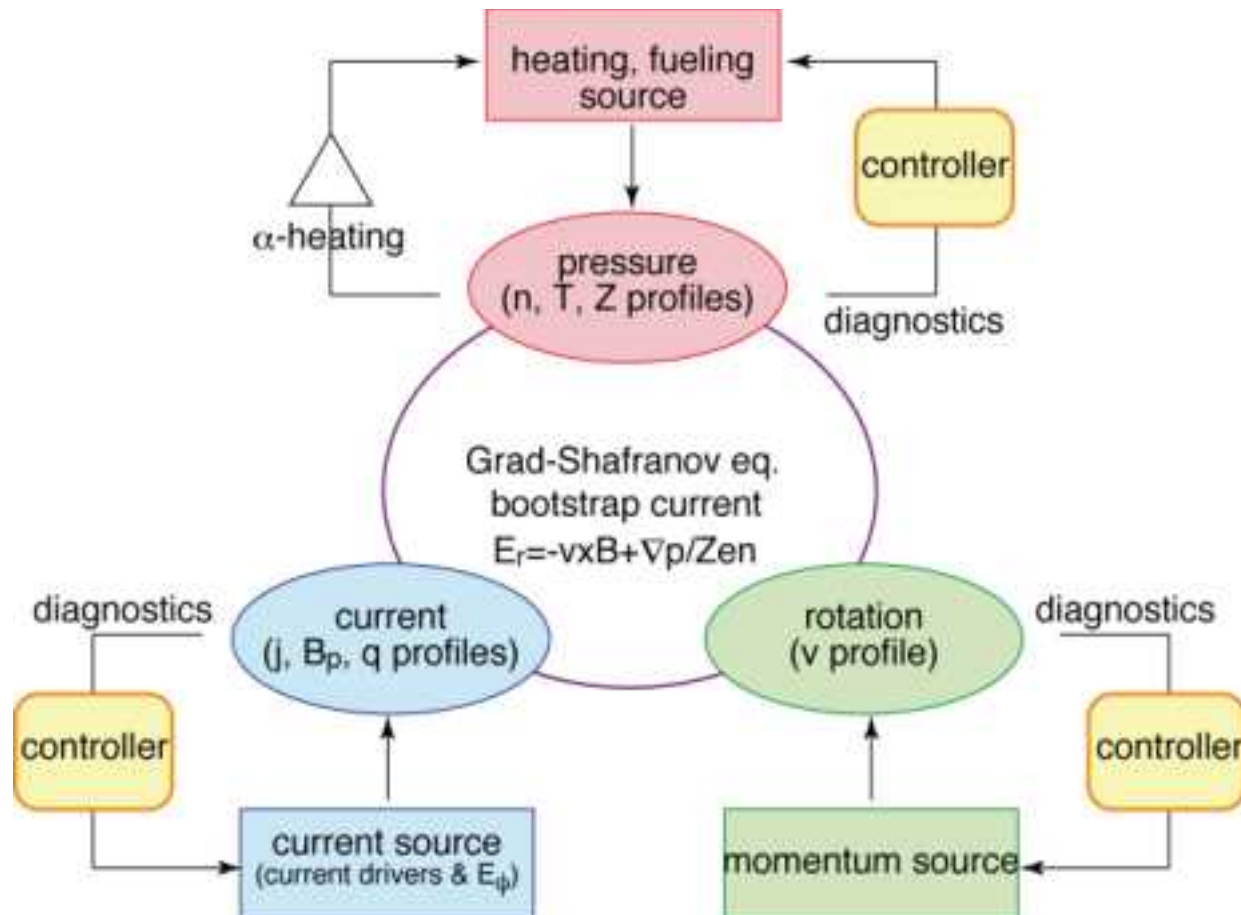 heating, fueling
source
controller
α-heating
pressure
(n, T, Z profiles)
diagnostics
Grad-Shafranov eq.
bootstrap current
Eᵣ=-vxB+∇p/Zen
diagnostics
current
(j, Bₚ, q profiles)
rotation
(v profile)
diagnostics
controller
controller
current source
(current drivers & Eϕ)
momentum source